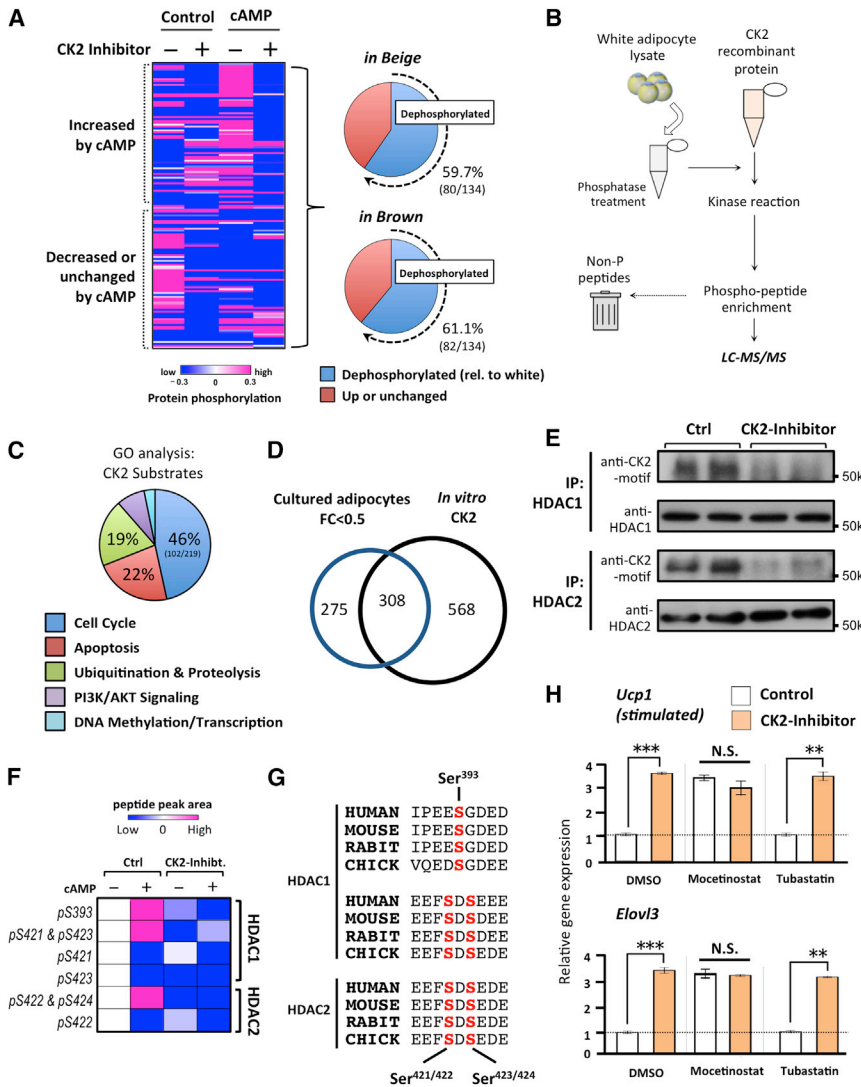 A
Control
cAMP
CK2 Inhibitor
− + − +
Increased
by cAMP
Decreased or
unchanged
by cAMP
low
high
−0.3 0 0.3
Protein phosphorylation
in Beige
Dephosphorylated
59.7%
(80/134)
in Brown
Dephosphorylated
61.1%
(82/134)
Dephosphorylated (rel. to white)
Up or unchanged
B
White adipocyte
lysate
CK2
recombinant
protein
Phosphatase
treatment
Kinase reaction
Non-P
peptides
Phospho-peptide
enrichment
LC-MS/MS
C
GO analysis:
CK2 Substrates
46%
(102/219)
19%
22%
Cell Cycle
Apoptosis
Ubiquitination & Proteolysis
PI3K/AKT Signaling
DNA Methylation/Transcription
D
Cultured adipocytes
FC<0.5
In vitro
CK2
275
308
568
E
Ctrl
CK2-Inhibitor
IP:
HDAC1
anti-CK2
-motif
50k
anti-
HDAC1
50k
IP:
HDAC2
anti-CK2
-motif
50k
anti-
HDAC2
50k
F
peptide peak area
Low 0 High
Ctrl
CK2-Inhibt.
cAMP − + − +
pS393
pS421 & pS423
pS421
pS423
pS422 & pS424
pS422
HDAC1
HDAC2
G
Ser393
HDAC1
HUMAN IPEESGDED
MOUSE IPEESGDED
RABIT IPEESGDED
CHICK VQEDSGDEE
HUMAN EEFSDSEEE
MOUSE EEFSDSEEE
RABIT EEFSDSEEE
CHICK EEFSDSEEE
HDAC2
HUMAN EEFSDSEDE
MOUSE EEFSDSEDE
RABIT EEFSDSEDE
CHICK EEFSDSEDE
Ser421/422
Ser423/424
H
Ucp1
(stimulated)
Control
CK2-Inhibitor
Relative gene expression
4
3
2
1
0
***
N.S.
**
DMSO
Mocetinostat
Tubastatin
Elovl3
4
3
2
1
0
***
N.S.
**
DMSO
Mocetinostat
Tubastatin